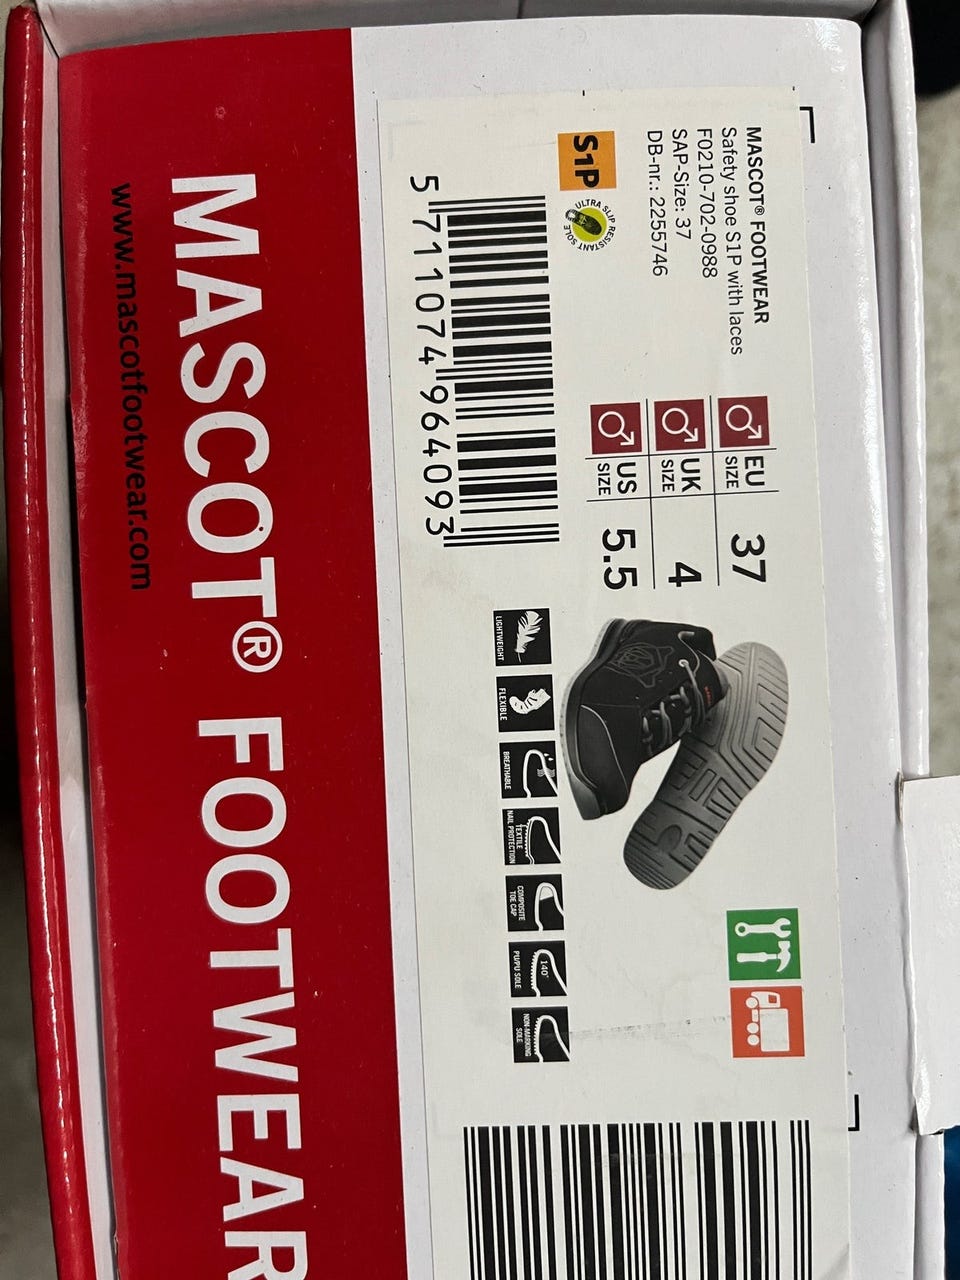 MASCOT® FOOTWEAR
Safety shoe S1P with laces
F0210-702-0988
SAP-Size: 37
DB-nr.: 2255746
S1P
ULTRA SLIP RESISTANT SOLE
5 711074 964093
EU SIZE 37
UK SIZE 4
US SIZE 5.5
LIGHTWEIGHT
FLEXIBLE
BREATHABLE
TEXTILE
NAIL PROTECTION
COMPOSITE
TOE CAP
140°
PU/PU SOLE
NON-MARKING
SOLE
MASCOT® FOOTWEAR
www.mascotfootwear.com